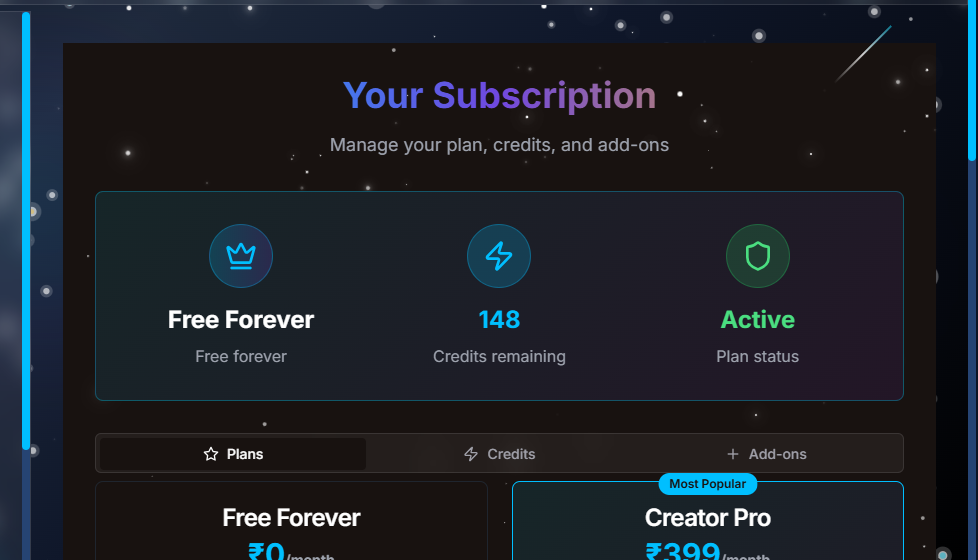 Your Subscription
Manage your plan, credits, and add-ons
Free Forever
Free forever
148
Credits remaining
Active
Plan status
Plans
Credits
Add-ons
Most Popular
Free Forever
₹0/month
Creator Pro
₹399/month